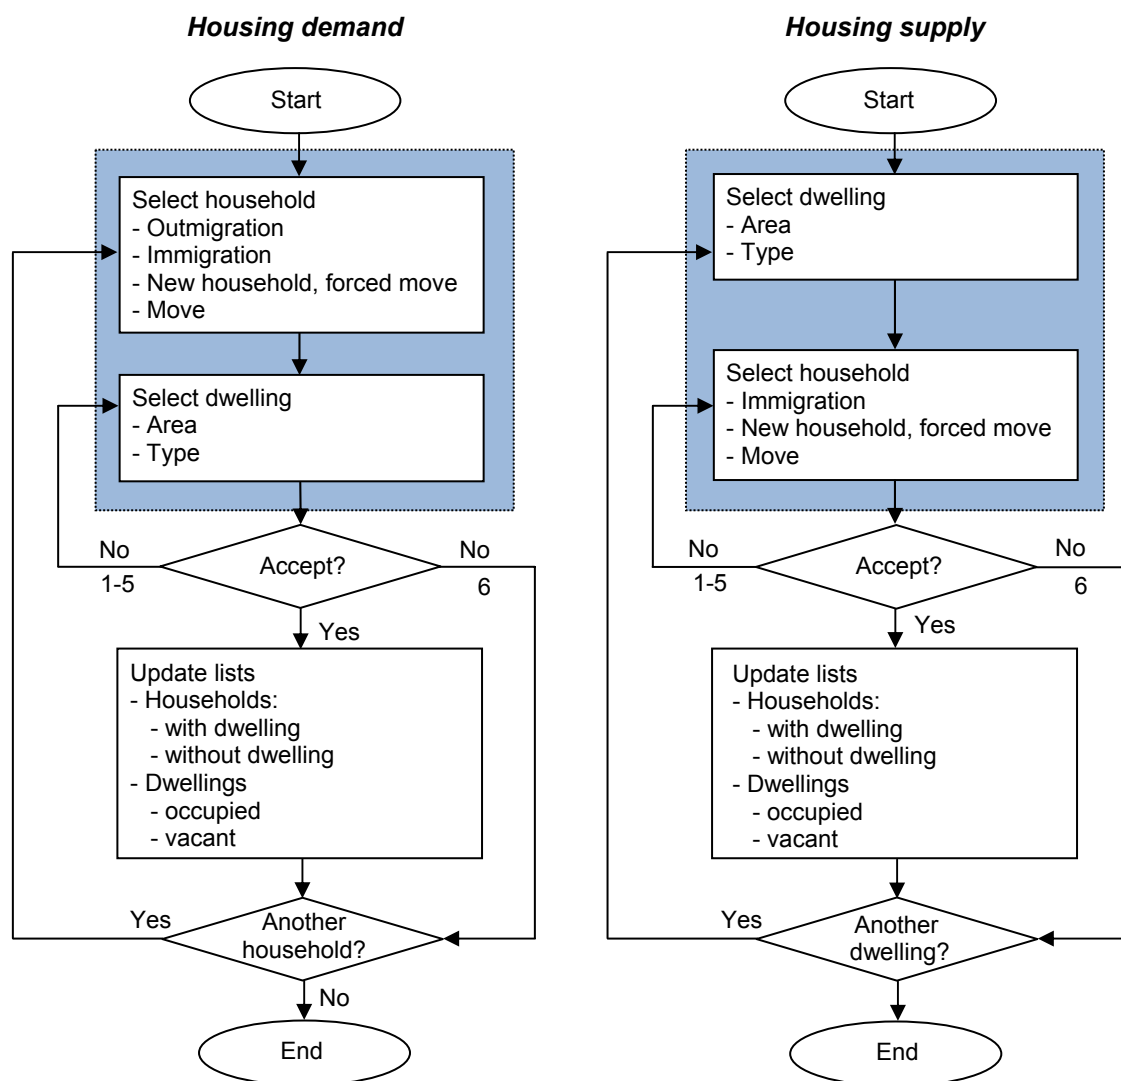 Housing demand
Start
Select household
- Outmigration
- Immigration
- New household, forced move
- Move
Select dwelling
- Area
- Type
No
1-5
Accept?
No
6
Yes
Update lists
- Households:
- with dwelling
- without dwelling
- Dwellings
- occupied
- vacant
Yes
Another
household?
No
End
Housing supply
Start
Select dwelling
- Area
- Type
Select household
- Immigration
- New household, forced move
- Move
No
1-5
Accept?
No
6
Yes
Update lists
- Households:
- with dwelling
- without dwelling
- Dwellings
- occupied
- vacant
Yes
Another
dwelling?
End